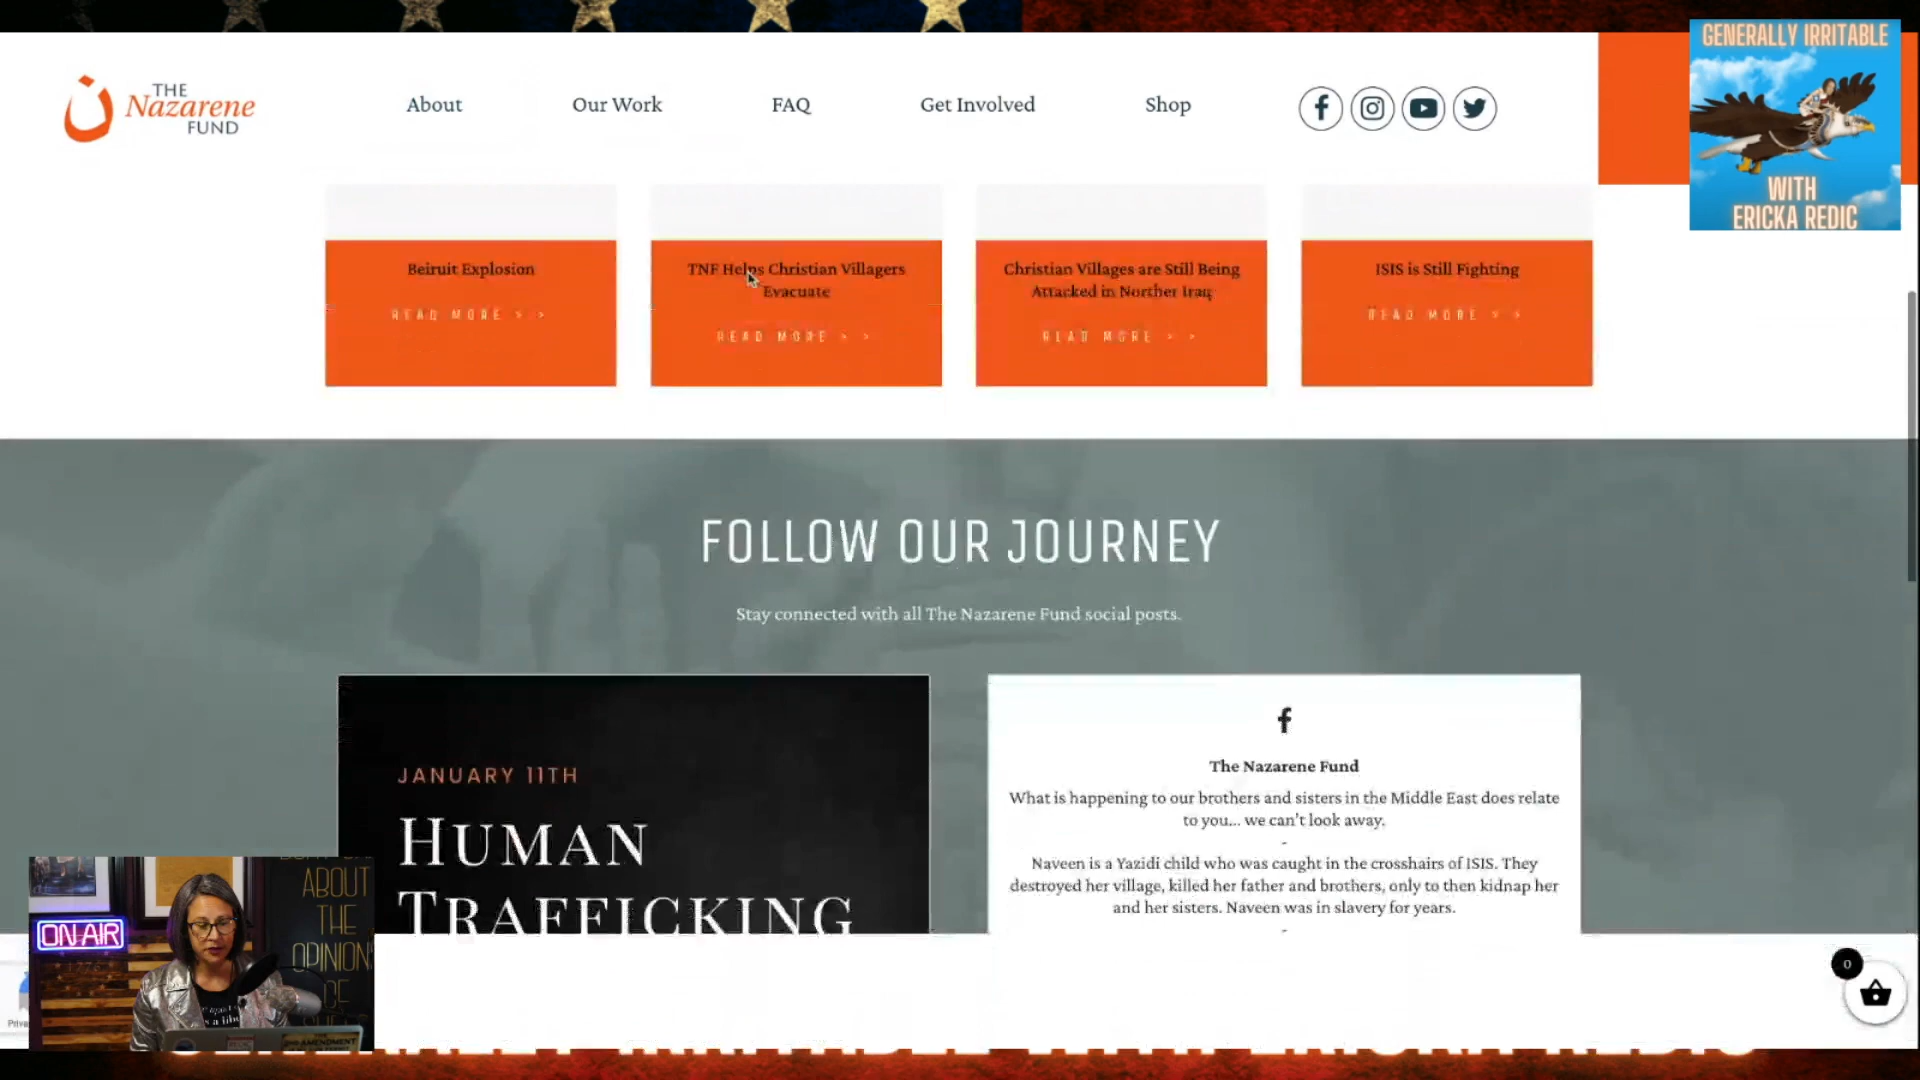 GENERALLY IRRITABLE
WITH
ERICKA REDIC
THE
Nazarene
FUND
About
Our Work
FAQ
Get Involved
Shop
Beiruit Explosion
READ MORE > >
TNF Helps Christian Villagers
Evacuate
READ MORE > >
Christian Villages are Still Being
Attacked in Norther Iraq
READ MORE > >
ISIS is Still Fighting
READ MORE > >
FOLLOW OUR JOURNEY
Stay connected with all The Nazarene Fund social posts.
JANUARY 11TH
HUMAN
TRAFFICKING
The Nazarene Fund
What is happening to our brothers and sisters in the Middle East does relate
to you... we can't look away.
-
Naveen is a Yazidi child who was caught in the crosshairs of ISIS. They
destroyed her village, killed her father and brothers, only to then kidnap her
and her sisters. Naveen was in slavery for years.
-
0
ON AIR
1776
ABOUT
THE
OPINION
Priva